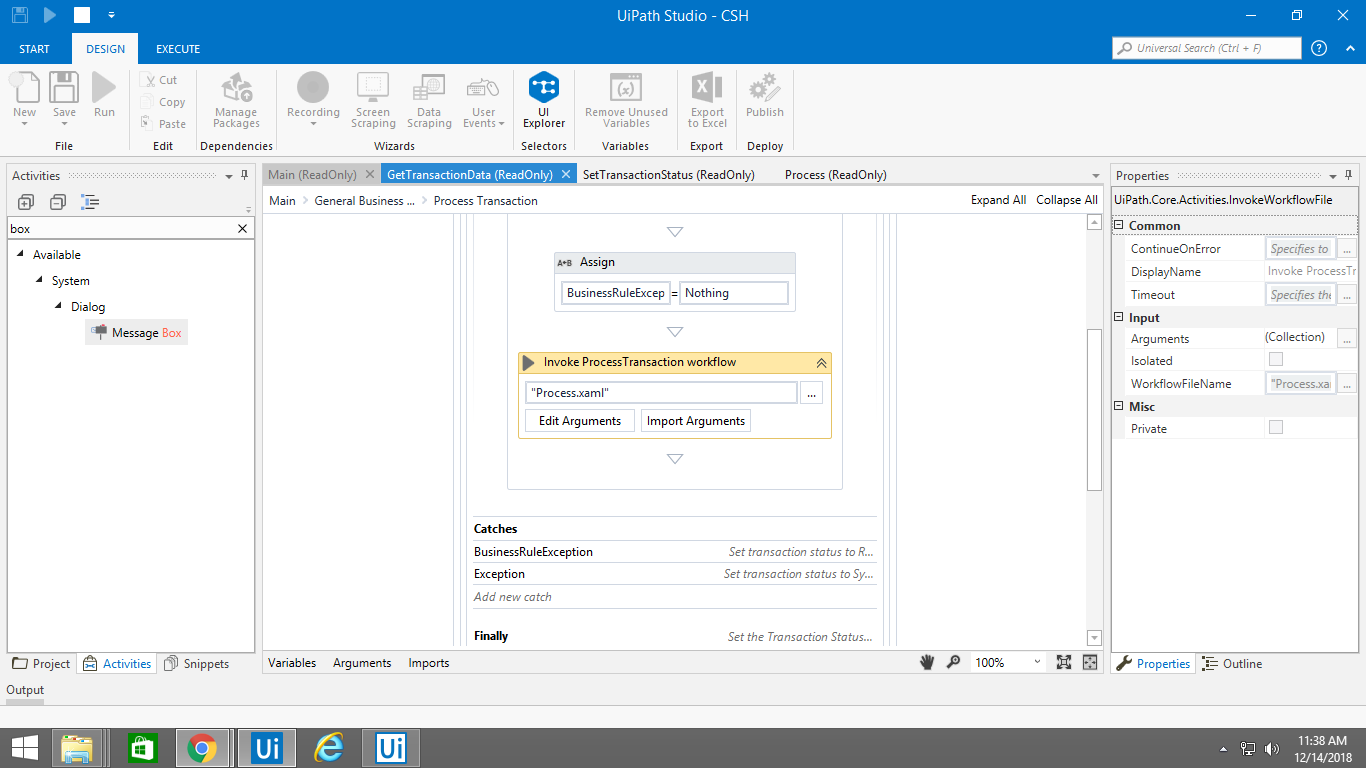 UiPath Studio - CSH
START DESIGN EXECUTE
Universal Search (Ctrl + F)
New Save Run
Cut
Copy
Paste
Manage Packages
Recording
Screen Scraping
Data Scraping
User Events
UI Explorer
Remove Unused Variables
Export to Excel
Publish
File Edit Dependencies Wizards Selectors Variables Export Deploy
Activities
box
Available
System
Dialog
Message Box
Project Activities Snippets
Main (ReadOnly) GetTransactionData (ReadOnly) SetTransactionStatus (ReadOnly) Process (ReadOnly)
Main > General Business ... > Process Transaction Expand All Collapse All
A+B Assign
BusinessRuleExcep = Nothing
Invoke ProcessTransaction workflow
"Process.xaml" ...
Edit Arguments Import Arguments
Catches
BusinessRuleException Set transaction status to R...
Exception Set transaction status to Sy...
Add new catch
Finally Set the Transaction Status...
Variables Arguments Imports 100%
Properties
UiPath.Core.Activities.InvokeWorkflowFile
Common
ContinueOnError Specifies to ...
DisplayName Invoke ProcessTr
Timeout Specifies the ...
Input
Arguments (Collection) ...
Isolated
WorkflowFileName "Process.xa ...
Misc
Private
Properties Outline
Output
Ui Ui
11:38 AM
12/14/2018